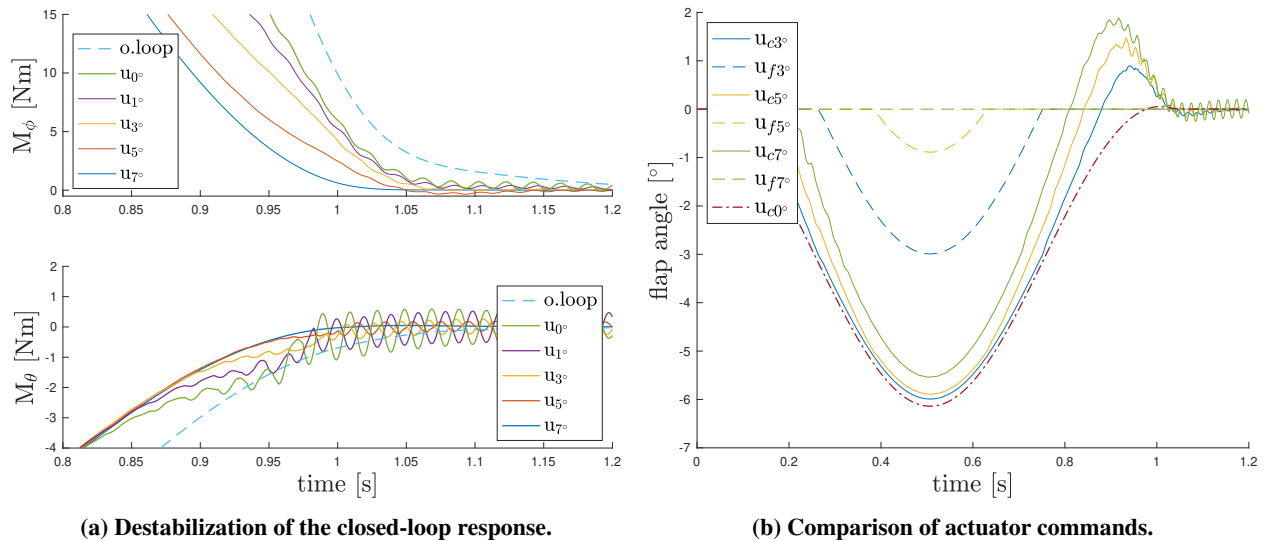 15
10
5
0
M_ϕ [Nm]
o.loop
u_0°
u_1°
u_3°
u_5°
u_7°
0.8 0.85 0.9 0.95 1 1.05 1.1 1.15 1.2
2
1
0
-1
-2
-3
-4
M_θ [Nm]
o.loop
u_0°
u_1°
u_3°
u_5°
u_7°
0.8 0.85 0.9 0.95 1 1.05 1.1 1.15 1.2
time [s]
(a) Destabilization of the closed-loop response.
2
1
0
-1
-2
-3
-4
-5
-6
-7
flap angle [°]
u_c3°
u_f3°
u_c5°
u_f5°
u_c7°
u_f7°
u_c0°
0 0.2 0.4 0.6 0.8 1 1.2
time [s]
(b) Comparison of actuator commands.